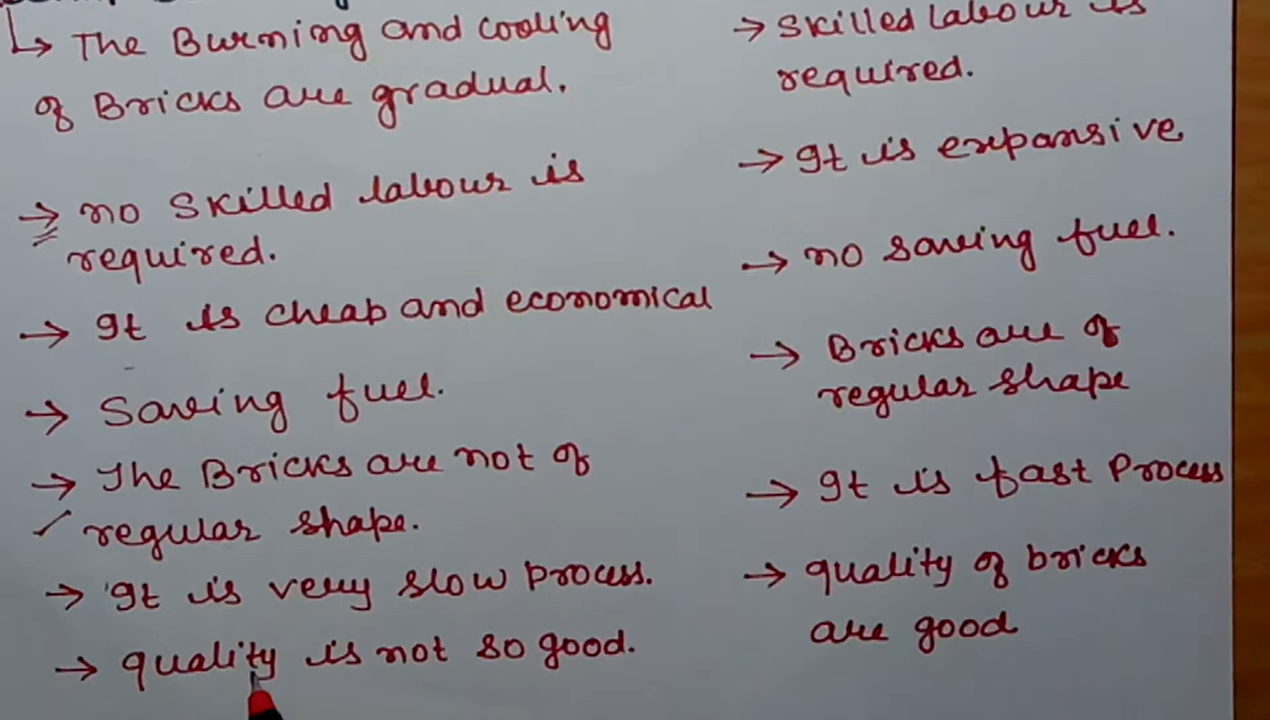 ↳ The Burning and cooling
of Bricks are gradual.
→ no skilled labour is
required.
→ It is cheap and economical
→ Saving fuel.
→ The Bricks are not of
regular shape.
→ It is very slow process.
→ quality is not so good.
→ Skilled labour is
required.
→ It is expansive
→ no saving fuel.
→ Bricks are of
regular shape
→ It is fast Process
→ quality of bricks
are good